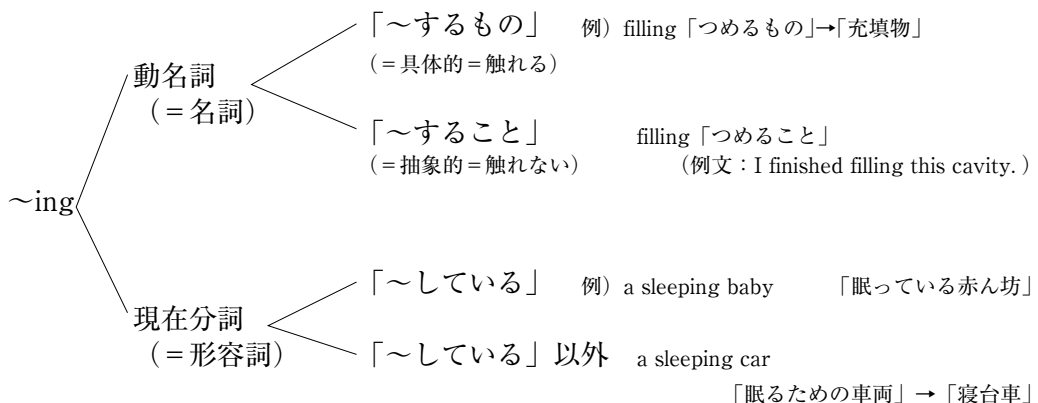 「～するもの」 例）filling「つめるもの」→「充填物」
（＝具体的＝触れる）
動名詞
（＝名詞）
「～すること」 filling「つめること」
（＝抽象的＝触れない） （例文：I finished filling this cavity. ）
～ing
「～している」 例）a sleeping baby 「眠っている赤ん坊」
現在分詞
（＝形容詞）
「～している」以外 a sleeping car
「眠るための車両」→「寝台車」